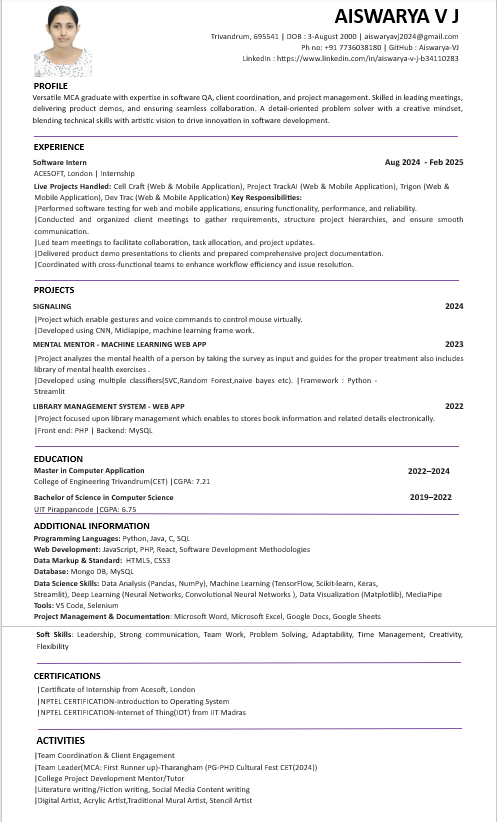 AISWARYA V J
Trivandrum, 695441 | DOB : 3-August 2000 | aiswaryavj2024@gmail.com
Ph no: +91 7736038180 | GitHub : Aiswarya-VJ
LinkedIn : https://www.linkedin.com/in/aiswarya-v-j-b34110283
PROFILE
Versatile MCA graduate with expertise in software QA, client coordination, and project management. Skilled in leading meetings,
delivering product demos, and ensuring seamless collaboration. A detail-oriented problem solver with a creative mindset,
blending technical skills with artistic vision to drive innovation in software development.
EXPERIENCE
Software Intern Aug 2024 - Feb 2025
ACESOFT, London | internship
Live Projects Handled: Cell Craft (Web & Mobile Application), Project TrackAI (Web & Mobile Application), Trigon (Web &
Mobile Application), Dev Trac (Web & Mobile Application) Key Responsibilities:
|Performed software testing for web and mobile applications, ensuring functionality, performance, and reliability.
|Conducted and organized client meetings to gather requirements, structure project hierarchies, and ensure smooth
communication.
|Led team meetings to facilitate collaboration, task allocation, and project updates.
|Delivered product demo presentations to clients and prepared comprehensive project documentation.
|Coordinated with cross-functional teams to enhance workflow efficiency and issue resolution.
PROJECTS
SIGNALING 2024
|Project which enable gestures and voice commands to control mouse virtually.
|Developed using CNN, Midiapipe, machine learning frame work.
MENTAL MENTOR - MACHINE LEARNING WEB APP 2023
|Project analyzes the mental health of a person by taking the survey as input and guides for the proper treatment also includes
library of mental health exercises .
|Developed using multiple classifiers(SVC,Random Forest,naive bayes etc). |Framework : Python -
Streamlit
LIBRARY MANAGEMENT SYSTEM - WEB APP 2022
|Project focused upon library management which enables to stores book information and related details electronically.
|Front end: PHP | Backend: MySQL
EDUCATION
Master in Computer Application 2022–2024
College of Engineering Trivandrum(CET) |CGPA: 7.21
Bachelor of Science in Computer Science 2019–2022
UIT Pirappancode |CGPA: 6.75
ADDITIONAL INFORMATION
Programming Languages: Python, Java, C, SQL
Web Development: JavaScript, PHP, React, Software Development Methodologies
Data Markup & Standard: HTML5, CSS3
Database: Mongo DB, MySQL
Data Science Skills: Data Analysis (Pandas, NumPy), Machine Learning (TensorFlow, Scikit-learn, Keras,
Streamlit), Deep Learning (Neural Networks, Convolutional Neural Networks ), Data Visualization (Matplotlib), MediaPipe
Tools: VS Code, Selenium
Project Management & Documentation: Microsoft Word, Microsoft Excel, Google Docs, Google Sheets
Soft Skills: Leadership, Strong communication, Team Work, Problem Solving, Adaptability, Time Management, Creativity,
Flexibility
CERTIFICATIONS
|Certificate of Internship from Acesoft, London
|NPTEL CERTIFICATION-Introduction to Operating System
|NPTEL CERTIFICATION-Internet of Thing(IOT) from IIT Madras
ACTIVITIES
|Team Coordination & Client Engagement
|Team Leader(MCA: First Runner up)-Tharangham (PG-PHD Cultural Fest CET(2024))
|College Project Development Mentor/Tutor
|Literature writing/Fiction writing, Social Media Content writing
|Digital Artist, Acrylic Artist,Traditional Mural Artist, Stencil Artist